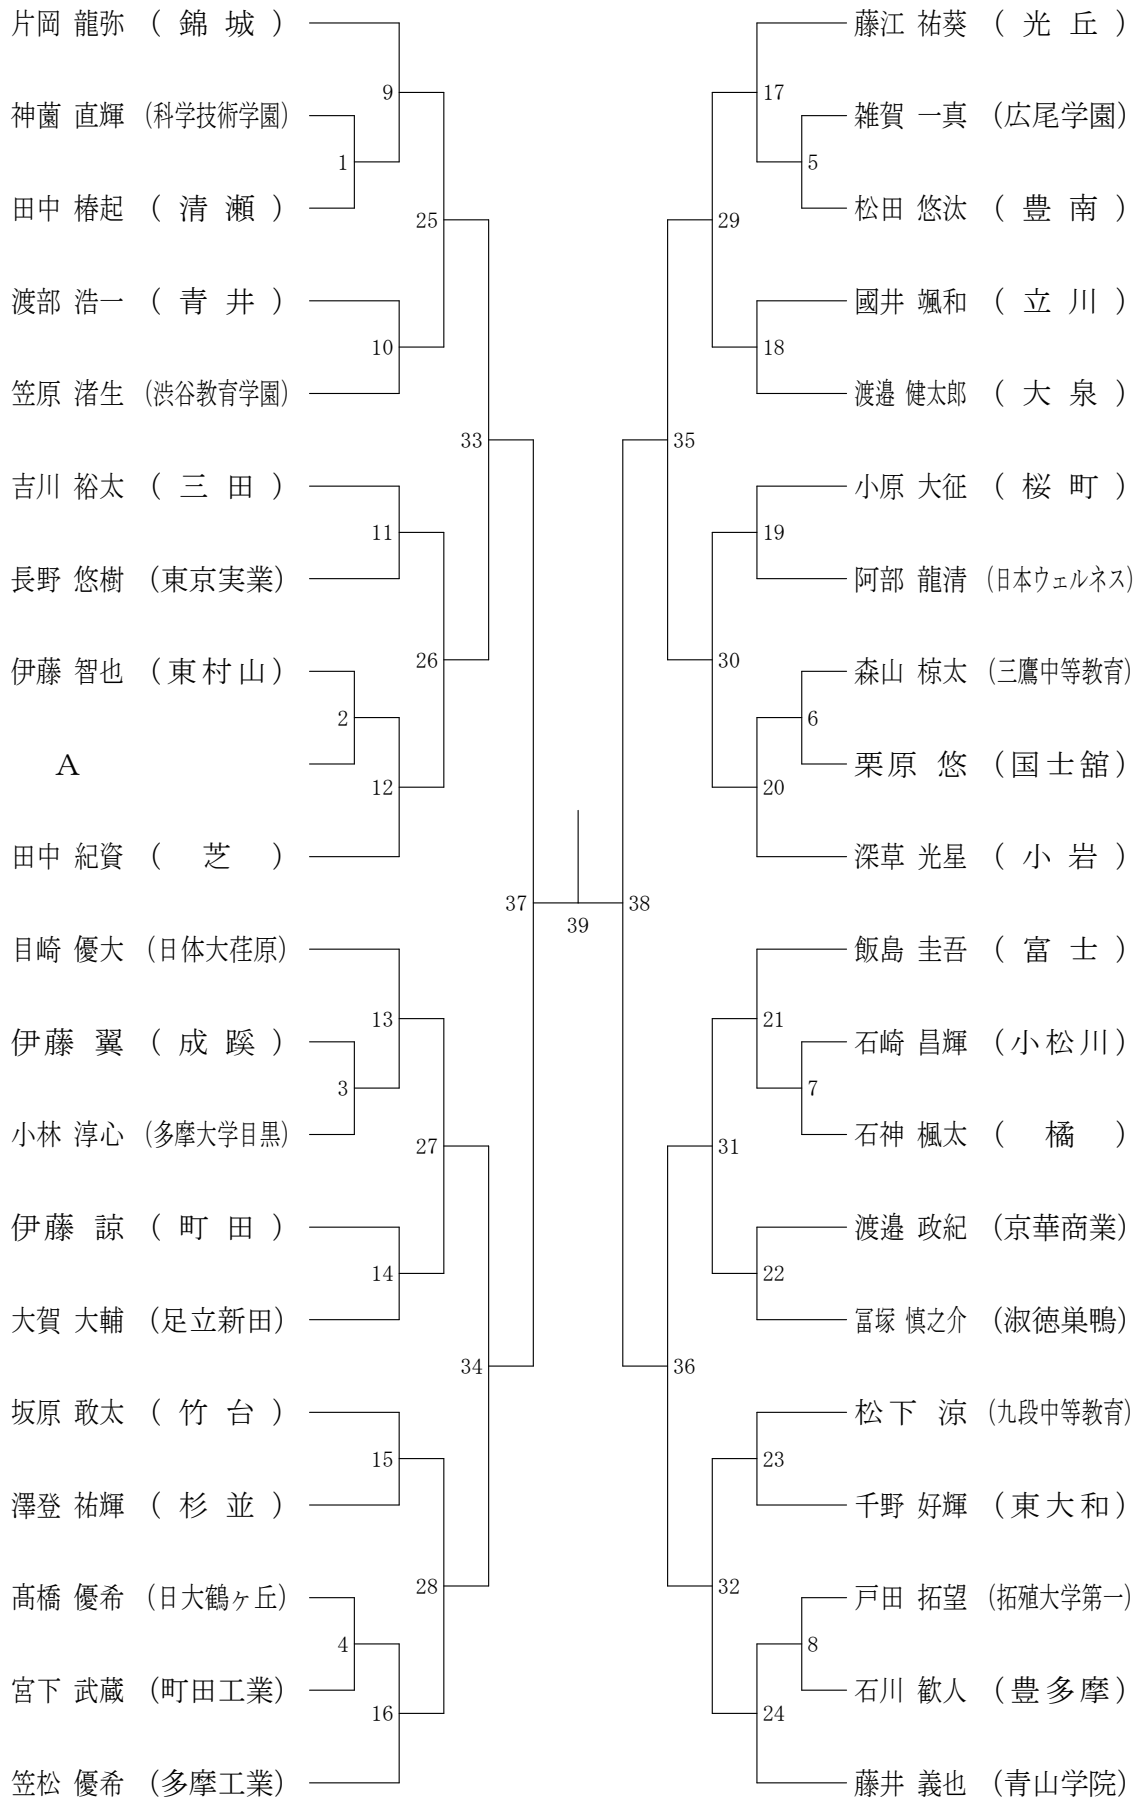 片岡 龍弥 (錦城)
9
神薗 直輝 (科学技術学園)
1
田中 椿起 (清瀬)
25
渡部 浩一 (青井)
10
笠原 渚生 (渋谷教育学園)
33
吉川 裕太 (三田)
11
長野 悠樹 (東京実業)
26
伊藤 智也 (東村山)
2
A
12
田中 紀資 (芝)
37
目崎 優大 (日体大荏原)
13
伊藤 翼 (成蹊)
3
小林 淳心 (多摩大学目黒)
27
伊藤 諒 (町田)
14
大賀 大輔 (足立新田)
34
坂原 敢太 (竹台)
15
澤登 祐輝 (杉並)
28
髙橋 優希 (日大鶴ヶ丘)
4
宮下 武蔵 (町田工業)
16
笠松 優希 (多摩工業)
39
藤江 祐葵 (光丘)
17
雑賀 一真 (広尾学園)
5
松田 悠汰 (豊南)
29
國井 颯和 (立川)
18
渡邉 健太郎 (大泉)
35
小原 大征 (桜町)
19
阿部 龍清 (日本ウェルネス)
30
森山 椋太 (三鷹中等教育)
6
栗原 悠 (国士舘)
20
深草 光星 (小岩)
38
飯島 圭吾 (富士)
21
石崎 昌輝 (小松川)
7
石神 楓太 (橘)
31
渡邉 政紀 (京華商業)
22
冨塚 慎之介 (淑徳巣鴨)
36
松下 涼 (九段中等教育)
23
千野 好輝 (東大和)
32
戸田 拓望 (拓殖大学第一)
8
石川 歓人 (豊多摩)
24
藤井 義也 (青山学院)